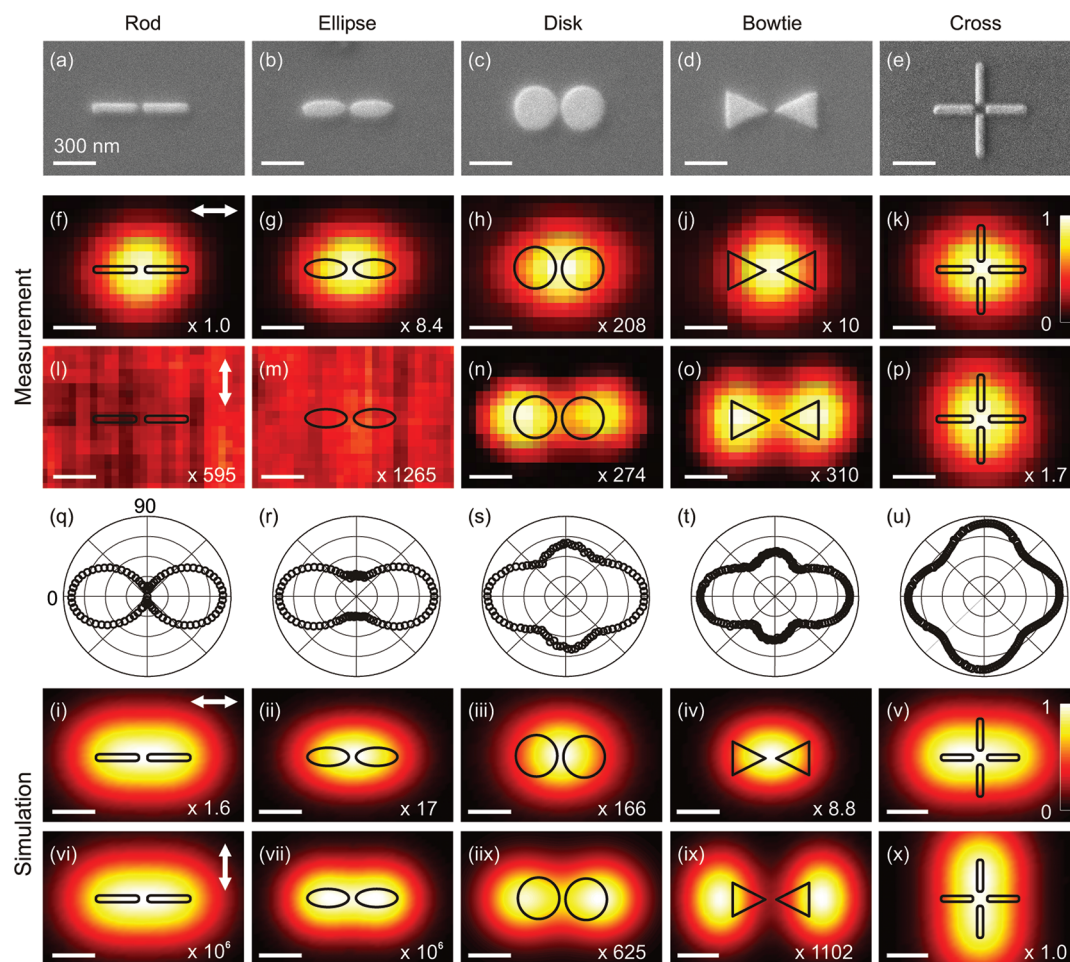 Rod Ellipse Disk Bowtie Cross
(a) (b) (c) (d) (e)
300 nm
Measurement
(f) (g) (h) (j) (k) 1
x 1.0 x 8.4 x 208 x 10 0
(l) (m) (n) (o) (p)
x 595 x 1265 x 274 x 310 x 1.7
(q) 90 (r) (s) (t) (u)
0
Simulation
(i) (ii) (iii) (iv) (v) 1
x 1.6 x 17 x 166 x 8.8 0
(vi) (vii) (iix) (ix) (x)
x 10⁶ x 10⁶ x 625 x 1102 x 1.0